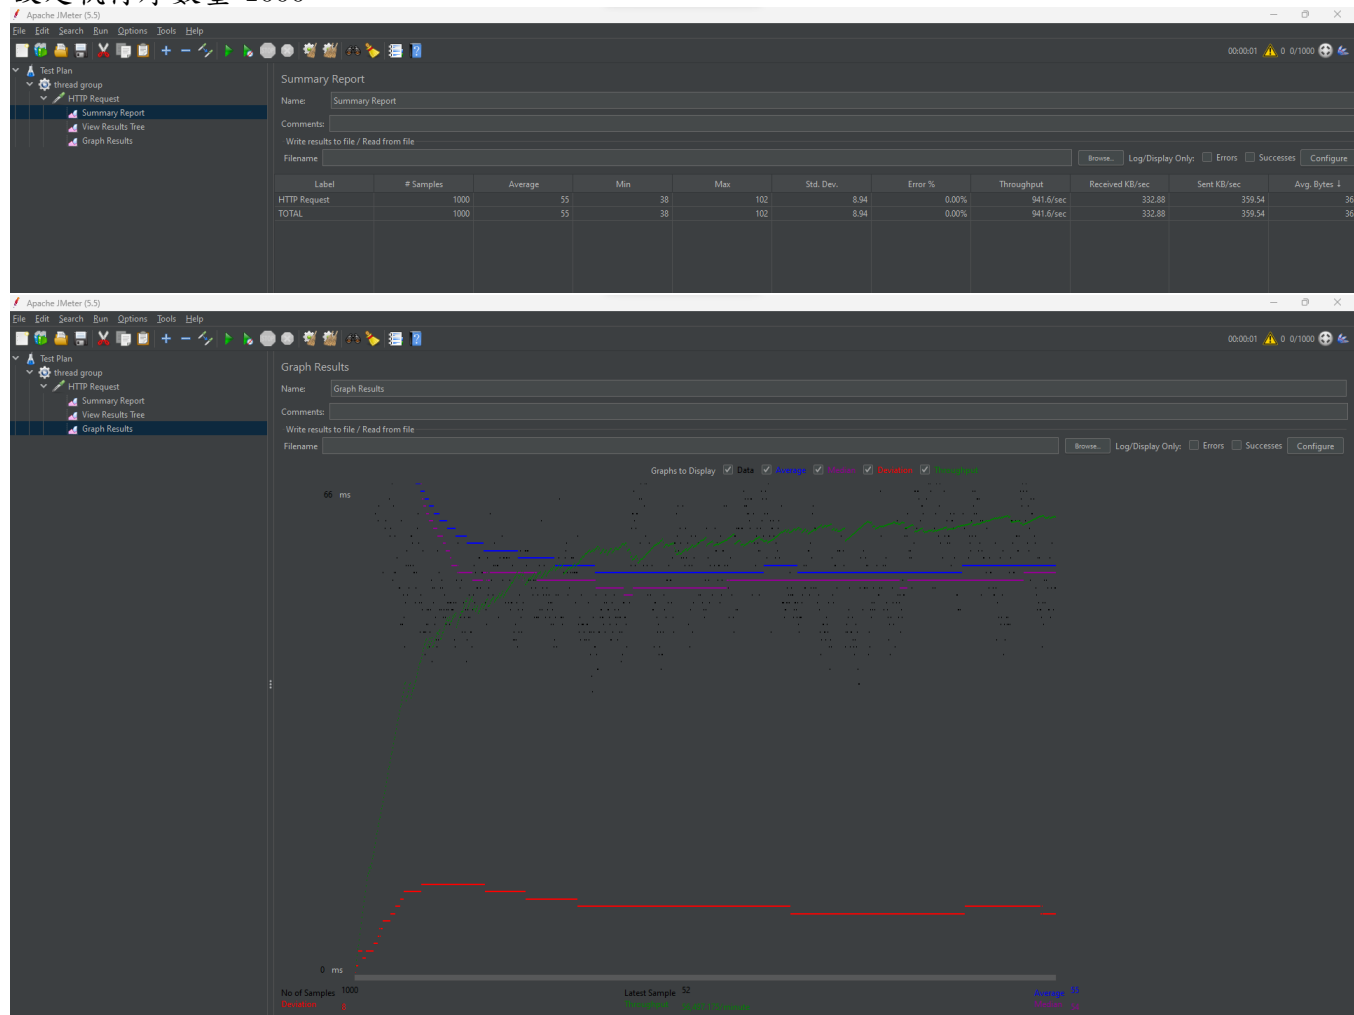 Apache JMeter (5.5)
File Edit Search Run Options Tools Help
00:00:01 0 0/1000
Test Plan
thread group
HTTP Request
Summary Report
View Results Tree
Graph Results
Summary Report
Name: Summary Report
Comments:
Write results to file / Read from file
Filename Browse... Log/Display Only: Errors Successes Configure
Label # Samples Average Min Max Std. Dev. Error % Throughput Received KB/sec Sent KB/sec Avg. Bytes ↓
HTTP Request 1000 55 38 102 8.94 0.00% 941.6/sec 332.88 359.54 36
TOTAL 1000 55 38 102 8.94 0.00% 941.6/sec 332.88 359.54 36
Apache JMeter (5.5)
File Edit Search Run Options Tools Help
00:00:01 0 0/1000
Test Plan
thread group
HTTP Request
Summary Report
View Results Tree
Graph Results
Graph Results
Name: Graph Results
Comments:
Write results to file / Read from file
Filename Browse... Log/Display Only: Errors Successes Configure
Graphs to Display Data Average Deviation Throughput
66 ms
0 ms
No of Samples 1000 Latest Sample 52 Average 55
Deviation 8 Throughput